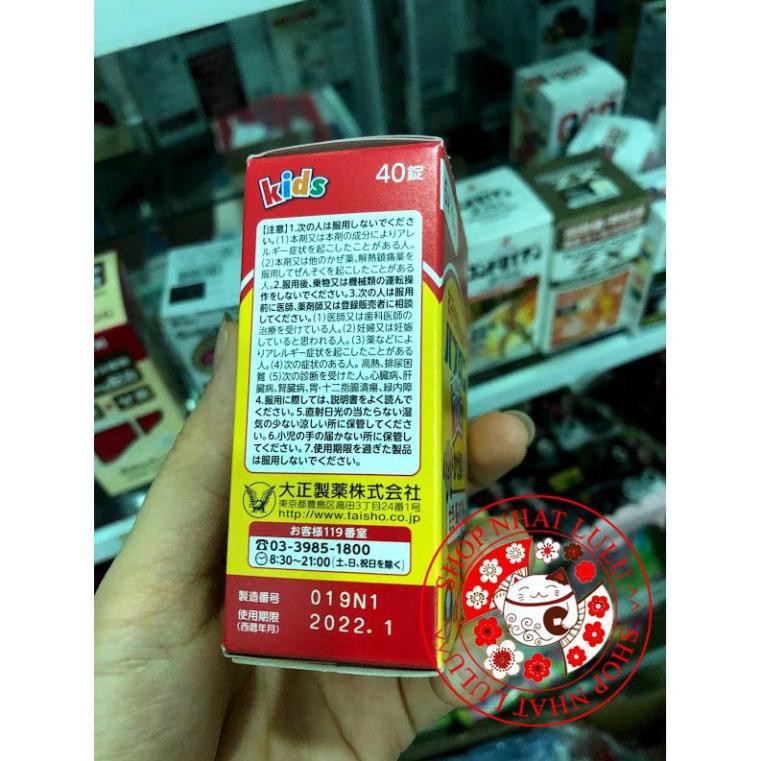 kids
40錠
【注意】1.次の人は服用しないでくださ
い。(1)本剤又は本剤の成分によりアレ
ルギー症状を起こしたことがある人。
(2)本剤又は他のかぜ薬、解熱鎮痛薬を
服用してぜんそくを起こしたことがある
人。2.服用後、乗物又は機械類の運転操
作をしないでください。3.次の人は服用
前に医師、薬剤師又は登録販売者に相談
してください。(1)医師又は歯科医師の
治療を受けている人。(2)妊婦又は妊娠
していると思われる人。(3)薬などによ
りアレルギー症状を起こしたことがある
人。(4)次の症状のある人。高熱、排尿困
難 (5)次の診断を受けた人。心臓病、肝
臓病、腎臓病、胃・十二指腸潰瘍、緑内障
4.服用に際しては、説明書をよく読んで
ください。5.直射日光の当たらない湿
気の少ない涼しい所に保管してください。
6.小児の手の届かない所に保管し
てください。7.使用期限を過ぎた製品
は服用しないでください。
大正製薬株式会社
東京都豊島区高田3丁目24番1号
http://www.taisho.co.jp
お客様119番室
03-3985-1800
8:30~21:00(土、日、祝日を除く)
製造番号 019N1
使用期限 2022.1
(西暦年月)
SHOP NHAT LULU
SHOP NHAT LULU